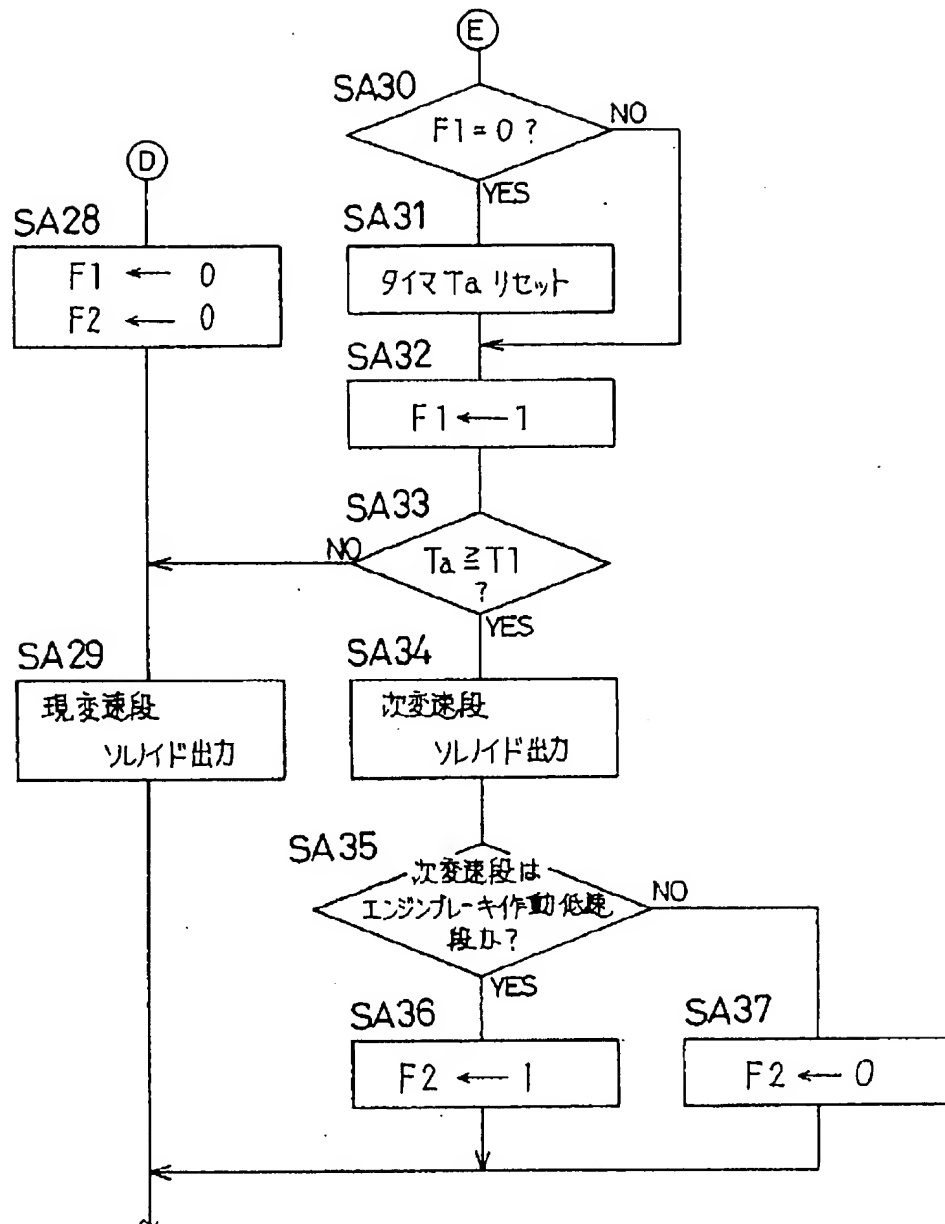 E
SA30
F1=0?
NO
YES
D
SA28
F1 ← 0
F2 ← 0
SA31
タイマTaリセット
SA32
F1 ← 1
SA33
Ta≧T1
?
NO
YES
SA29
現変速段
ソレノイド出力
SA34
次変速段
ソレノイド出力
SA35
次変速段は
エンジンブレーキ作動低速
段か?
NO
YES
SA36
F2 ← 1
SA37
F2 ← 0